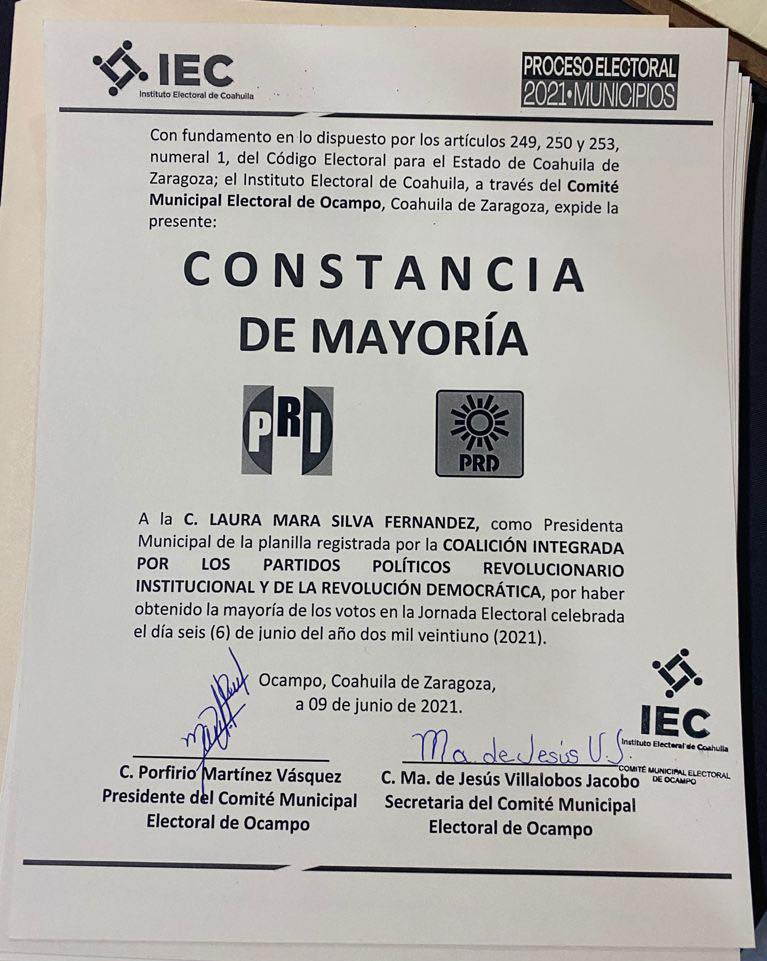 IEC
Instituto Electoral de Coahuila
PROCESO ELECTORAL
2021•MUNICIPIOS
Con fundamento en lo dispuesto por los artículos 249, 250 y 253,
numeral 1, del Código Electoral para el Estado de Coahuila de
Zaragoza; el Instituto Electoral de Coahuila, a través del Comité
Municipal Electoral de Ocampo, Coahuila de Zaragoza, expide la
presente:
CONSTANCIA
DE MAYORÍA
PRI
PRD
A la C. LAURA MARA SILVA FERNANDEZ, como Presidenta
Municipal de la planilla registrada por la COALICIÓN INTEGRADA
POR LOS PARTIDOS POLÍTICOS REVOLUCIONARIO
INSTITUCIONAL Y DE LA REVOLUCIÓN DEMOCRÁTICA, por haber
obtenido la mayoría de los votos en la Jornada Electoral celebrada
el día seis (6) de junio del año dos mil veintiuno (2021).
Ocampo, Coahuila de Zaragoza,
a 09 de junio de 2021.
Ma. de Jesús V.J.
C. Porfirio Martínez Vásquez
Presidente del Comité Municipal
Electoral de Ocampo
C. Ma. de Jesús Villalobos Jacobo
Secretaria del Comité Municipal
Electoral de Ocampo
IEC
Instituto Electoral de Coahuila
COMITÉ MUNICIPAL ELECTORAL
DE OCAMPO